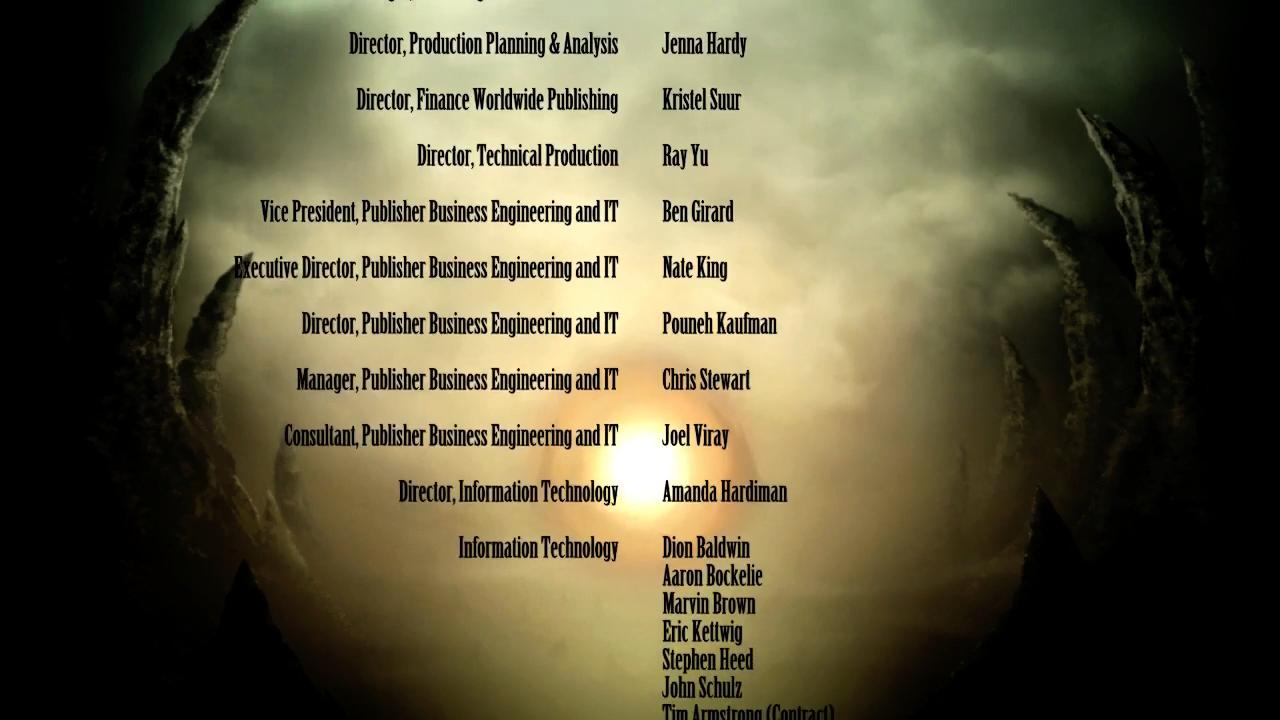 Director, Production Planning & Analysis Jenna Hardy
Director, Finance Worldwide Publishing Kristel Suur
Director, Technical Production Ray Yu
Vice President, Publisher Business Engineering and IT Ben Girard
Executive Director, Publisher Business Engineering and IT Nate King
Director, Publisher Business Engineering and IT Pouneh Kaufman
Manager, Publisher Business Engineering and IT Chris Stewart
Consultant, Publisher Business Engineering and IT Joel Viray
Director, Information Technology Amanda Hardiman
Information Technology Dion Baldwin
Aaron Bockelie
Marvin Brown
Eric Kettwig
Stephen Heed
John Schulz
Tim Armstrong (Contract)